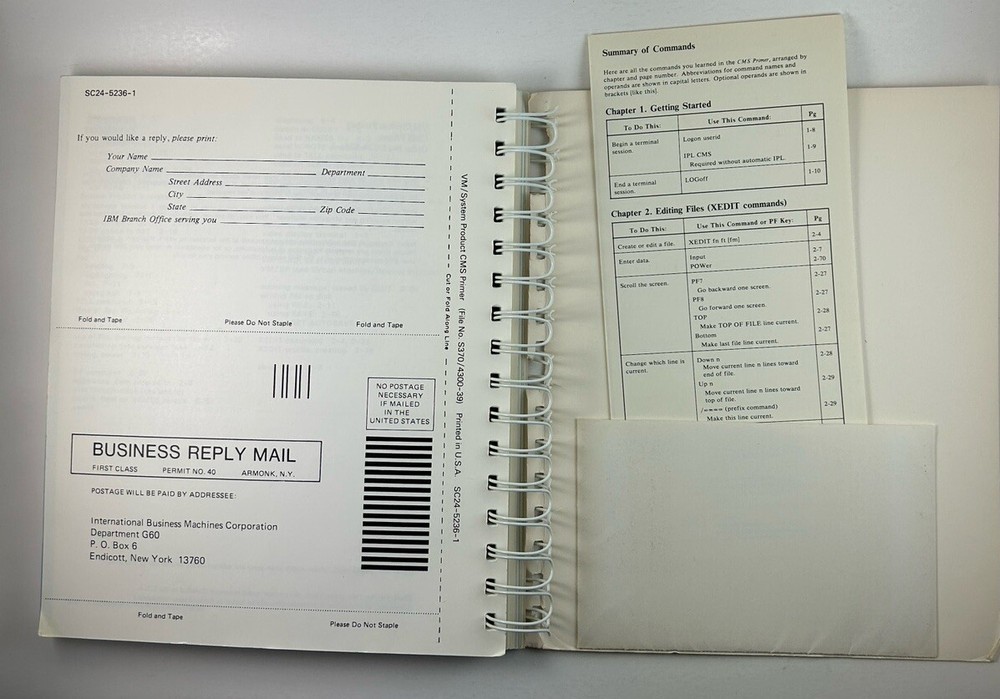 SC24-5236-1
If you would like a reply, please print:
Your Name
Company Name Department
Street Address
City
State Zip Code
IBM Branch Office serving you
Fold and Tape Please Do Not Staple Fold and Tape
NO POSTAGE
NECESSARY
IF MAILED
IN THE
UNITED STATES
BUSINESS REPLY MAIL
FIRST CLASS PERMIT NO. 40 ARMONK, N.Y.
POSTAGE WILL BE PAID BY ADDRESSEE:
International Business Machines Corporation
Department G60
P. O. Box 6
Endicott, New York 13760
Fold and Tape Please Do Not Staple
Cut or Fold Along Line
VM/System Product CMS Primer (File No. S370/4300-39) Printed in U.S.A. SC24-5236-1
Summary of Commands
Here are all the commands you learned in the CMS Primer, arranged by
chapter and page number. Abbreviations for command names and
operands are shown in capital letters. Optional operands are shown in
brackets [like this].
Chapter 1. Getting Started
To Do This: Use This Command: Pg
Begin a terminal Logon userid 1-8
session.
IPL CMS 1-9
Required without automatic IPL.
End a terminal LOGoff 1-10
session.
Chapter 2. Editing Files (XEDIT commands)
To Do This: Use This Command or PF Key: Pg
Create or edit a file. XEDIT fn ft [fm] 2-4
Enter data. Input 2-7
POWer 2-70
Scroll the screen. PF7 2-27
Go backward one screen.
PF8 2-27
Go forward one screen.
TOP 2-28
Make TOP OF FILE line current.
Bottom 2-27
Make last file line current.
Change which line is Down n 2-28
current. Move current line n lines toward
end of file.
Up n 2-29
Move current line n lines toward
top of file.
/==== (prefix command) 2-29
Make this line current.